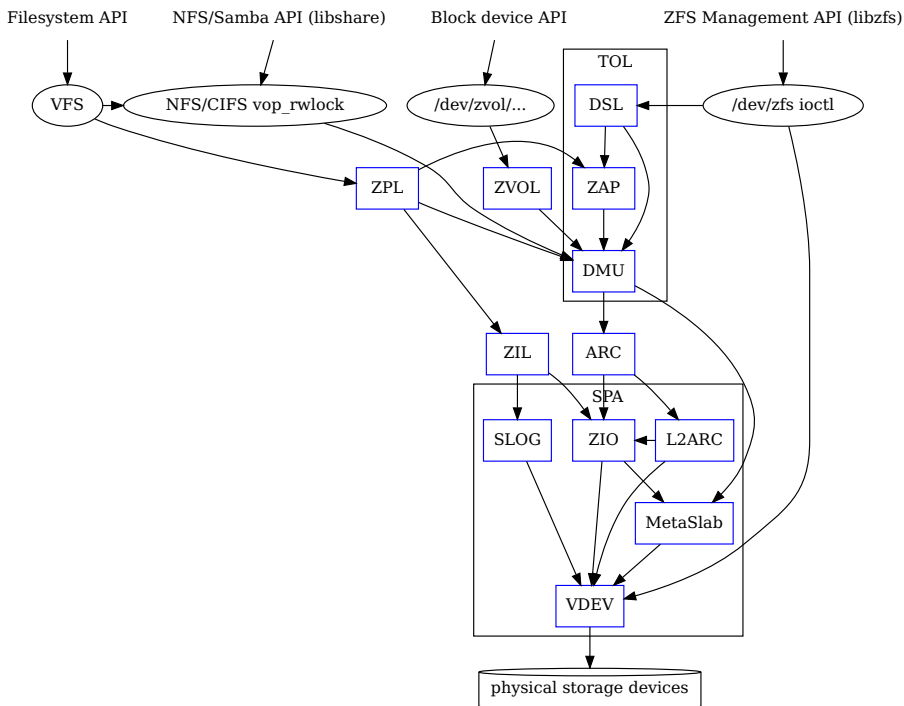 Filesystem API
NFS/Samba API (libshare)
Block device API
ZFS Management API (libzfs)
TOL
VFS
NFS/CIFS vop_rwlock
/dev/zvol/...
DSL
/dev/zfs ioctl
ZPL
ZVOL
ZAP
DMU
ZIL
ARC
SPA
SLOG
ZIO
L2ARC
MetaSlab
VDEV
physical storage devices